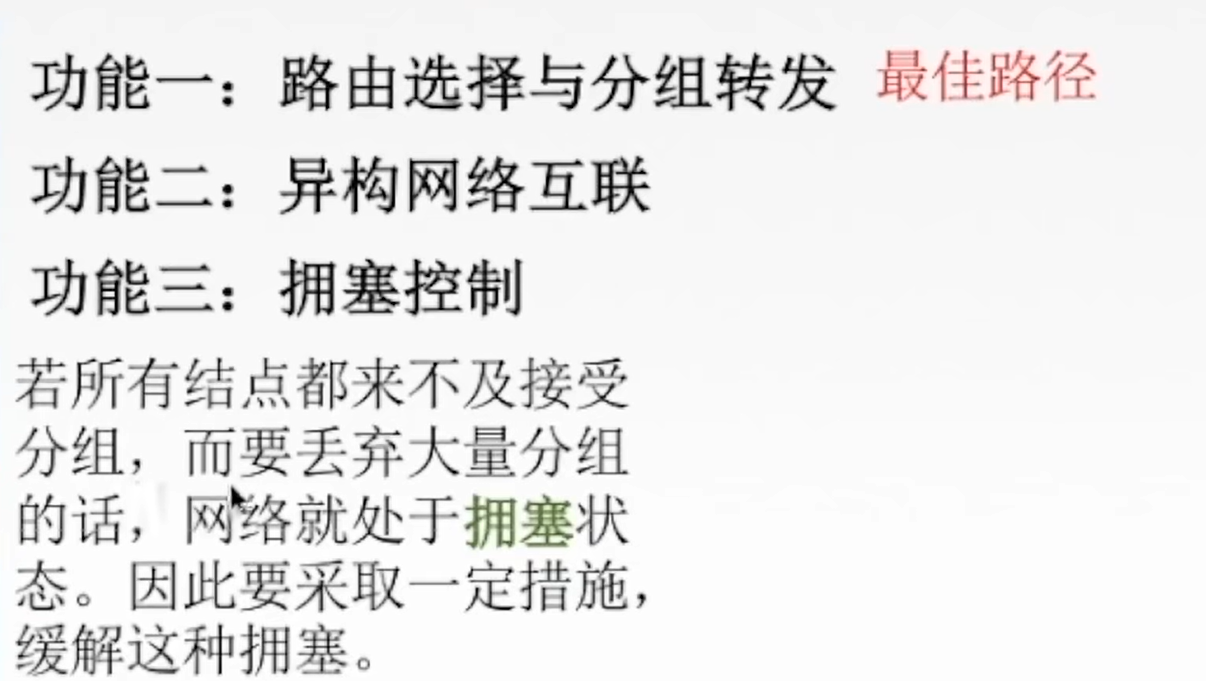 功能一：路由选择与分组转发 最佳路径
功能二：异构网络互联
功能三：拥塞控制
若所有结点都来不及接受
分组，而要丢弃大量分组
的话，网络就处于拥塞状
态。因此要采取一定措施，
缓解这种拥塞。